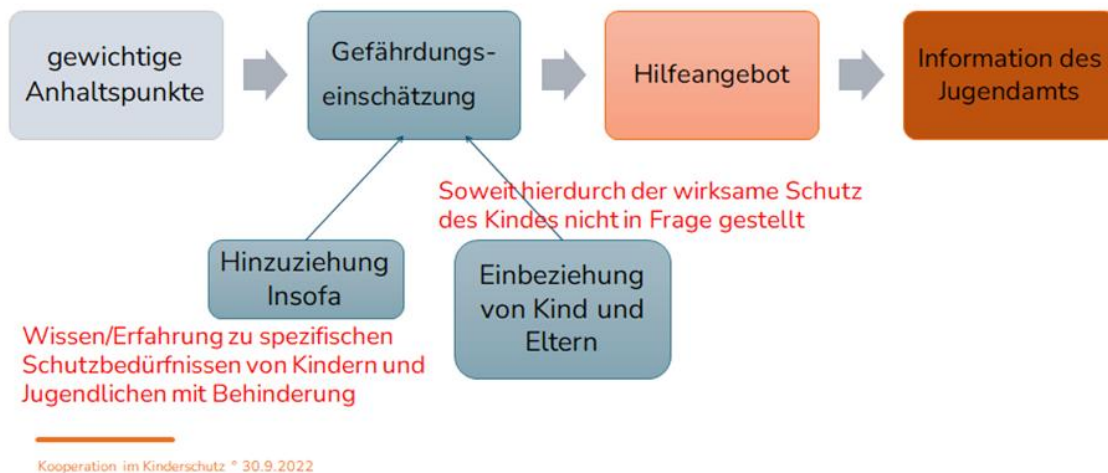 gewichtige
Anhaltspunkte
Gefährdungs-
einschätzung
Hilfeangebot
Information des
Jugendamts
Soweit hierdurch der wirksame Schutz
des Kindes nicht in Frage gestellt
Hinzuziehung
Insofa
Einbeziehung
von Kind und
Eltern
Wissen/Erfahrung zu spezifischen
Schutzbedürfnissen von Kindern und
Jugendlichen mit Behinderung
Kooperation im Kinderschutz ° 30.9.2022